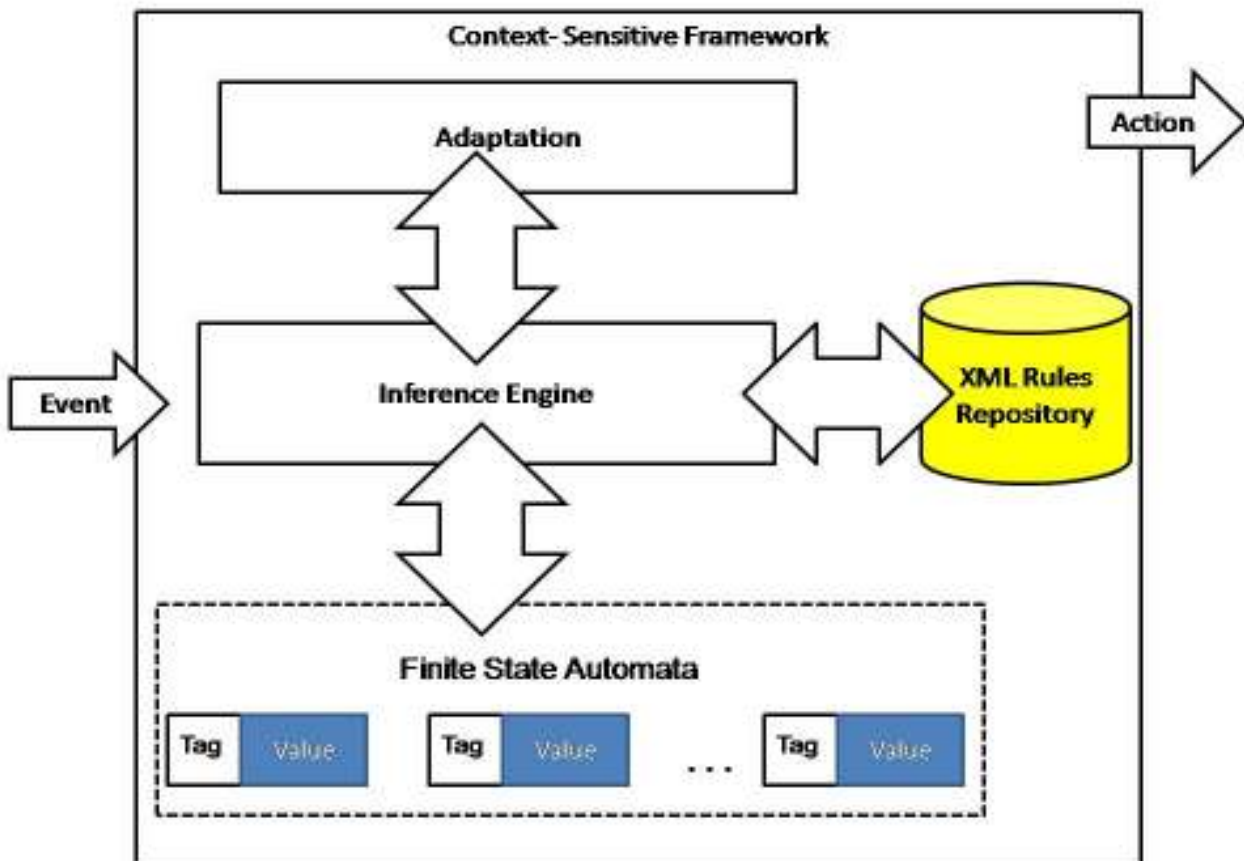 Context- Sensitive Framework
Adaptation
Action
Event
Inference Engine
XML Rules
Repository
Finite State Automata
Tag Value Tag Value ... Tag Value